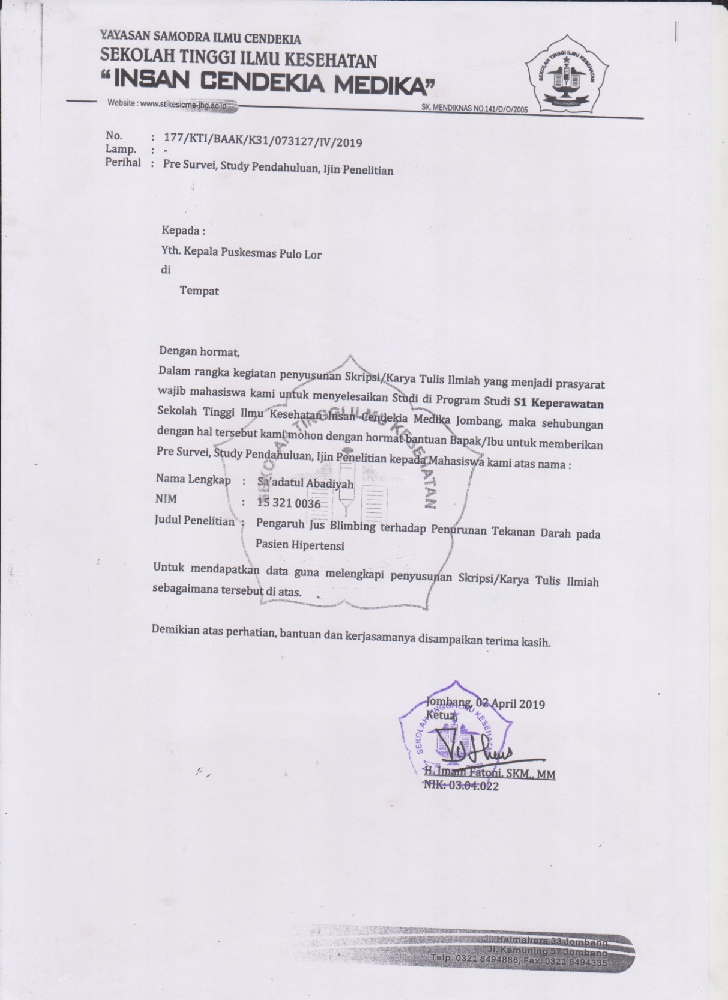 YAYASAN SAMODRA ILMU CENDEKIA
SEKOLAH TINGGI ILMU KESEHATAN
"INSAN CENDEKIA MEDIKA"
Website : www.stikesicme-jbg.ac.id
SK. MENDIKNAS NO.141/D/O/2005
SEKOLAH TINGGI ILMU KESEHATAN
No. : 177/KTI/BAAK/K31/073127/IV/2019
Lamp. : -
Perihal : Pre Survei, Study Pendahuluan, Ijin Penelitian
Kepada :
Yth. Kepala Puskesmas Pulo Lor
di
Tempat
Dengan hormat,
Dalam rangka kegiatan penyusunan Skripsi/Karya Tulis Ilmiah yang menjadi prasyarat
wajib mahasiswa kami untuk menyelesaikan Studi di Program Studi S1 Keperawatan
Sekolah Tinggi Ilmu Kesehatan Insan Cendekia Medika Jombang, maka sehubungan
dengan hal tersebut kami mohon dengan hormat bantuan Bapak/Ibu untuk memberikan
Pre Survei, Study Pendahuluan, Ijin Penelitian kepada Mahasiswa kami atas nama :
Nama Lengkap : Sa'adatul Abadiyah
NIM : 15 321 0036
Judul Penelitian : Pengaruh Jus Blimbing terhadap Penurunan Tekanan Darah pada
Pasien Hipertensi
Untuk mendapatkan data guna melengkapi penyusunan Skripsi/Karya Tulis Ilmiah
sebagaimana tersebut di atas.
SEKOLAH TINGGI ILMU KESEHATAN
Demikian atas perhatian, bantuan dan kerjasamanya disampaikan terima kasih.
Jombang, 02 April 2019
Ketua,
SEKOLAH TINGGI ILMU KESEHATAN
H. Imam Fatoni, SKM., MM
NIK: 03.04.022
Jl. Halmahera 33 Jombang
Jl. Kemuning 57 Jombang
Telp. 0321 8494886, Fax. 0321 8494335